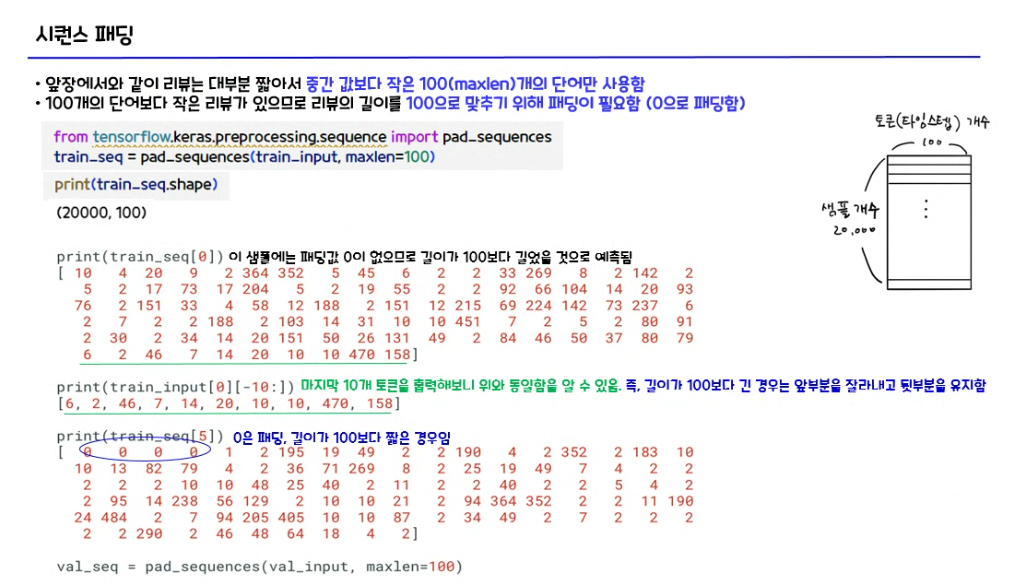 시퀀스 패딩
• 앞장에서와 같이 리뷰는 대부분 짧아서 중간 값보다 작은 100(maxlen)개의 단어만 사용함
• 100개의 단어보다 작은 리뷰가 있으므로 리뷰의 길이를 100으로 맞추기 위해 패딩이 필요함 (0으로 패딩함)
from tensorflow.keras.preprocessing.sequence import pad_sequences
train_seq = pad_sequences(train_input, maxlen=100)
print(train_seq.shape)
(20000, 100)
토큰(타임스텝) 개수
100
샘플 개수
20,000
print(train_seq[0]) 이 샘플에는 패딩값 0이 없으므로 길이가 100보다 길었을 것으로 예측됨
[ 10 4 20 9 2 364 352 5 45 6 2 2 33 269 8 2 142 2
5 2 17 73 17 204 5 2 19 55 2 2 92 66 104 14 20 93
76 2 151 33 4 58 12 188 2 151 12 215 69 224 142 73 237 6
2 7 2 2 188 2 103 14 31 10 10 451 7 2 5 2 80 91
2 30 2 34 14 20 151 50 26 131 49 2 84 46 50 37 80 79
6 2 46 7 14 20 10 10 470 158]
print(train_input[0][-10:]) 마지막 10개 토큰을 출력해보니 위와 동일함을 알 수 있음. 즉, 길이가 100보다 긴 경우는 앞부분을 잘라내고 뒷부분을 유지함
[6, 2, 46, 7, 14, 20, 10, 10, 470, 158]
print(train_seq[5]) 0은 패딩, 길이가 100보다 짧은 경우임
[ 0 0 0 0 1 2 195 19 49 2 2 190 4 2 352 2 183 10
10 13 82 79 4 2 36 71 269 8 2 25 19 49 7 4 2 2
2 2 2 10 10 48 25 40 2 11 2 2 40 2 2 5 4 2
2 95 14 238 56 129 2 10 10 21 2 94 364 352 2 2 11 190
24 484 2 7 94 205 405 10 10 87 2 34 49 2 7 2 2 2
2 2 290 2 46 48 64 18 4 2]
val_seq = pad_sequences(val_input, maxlen=100)